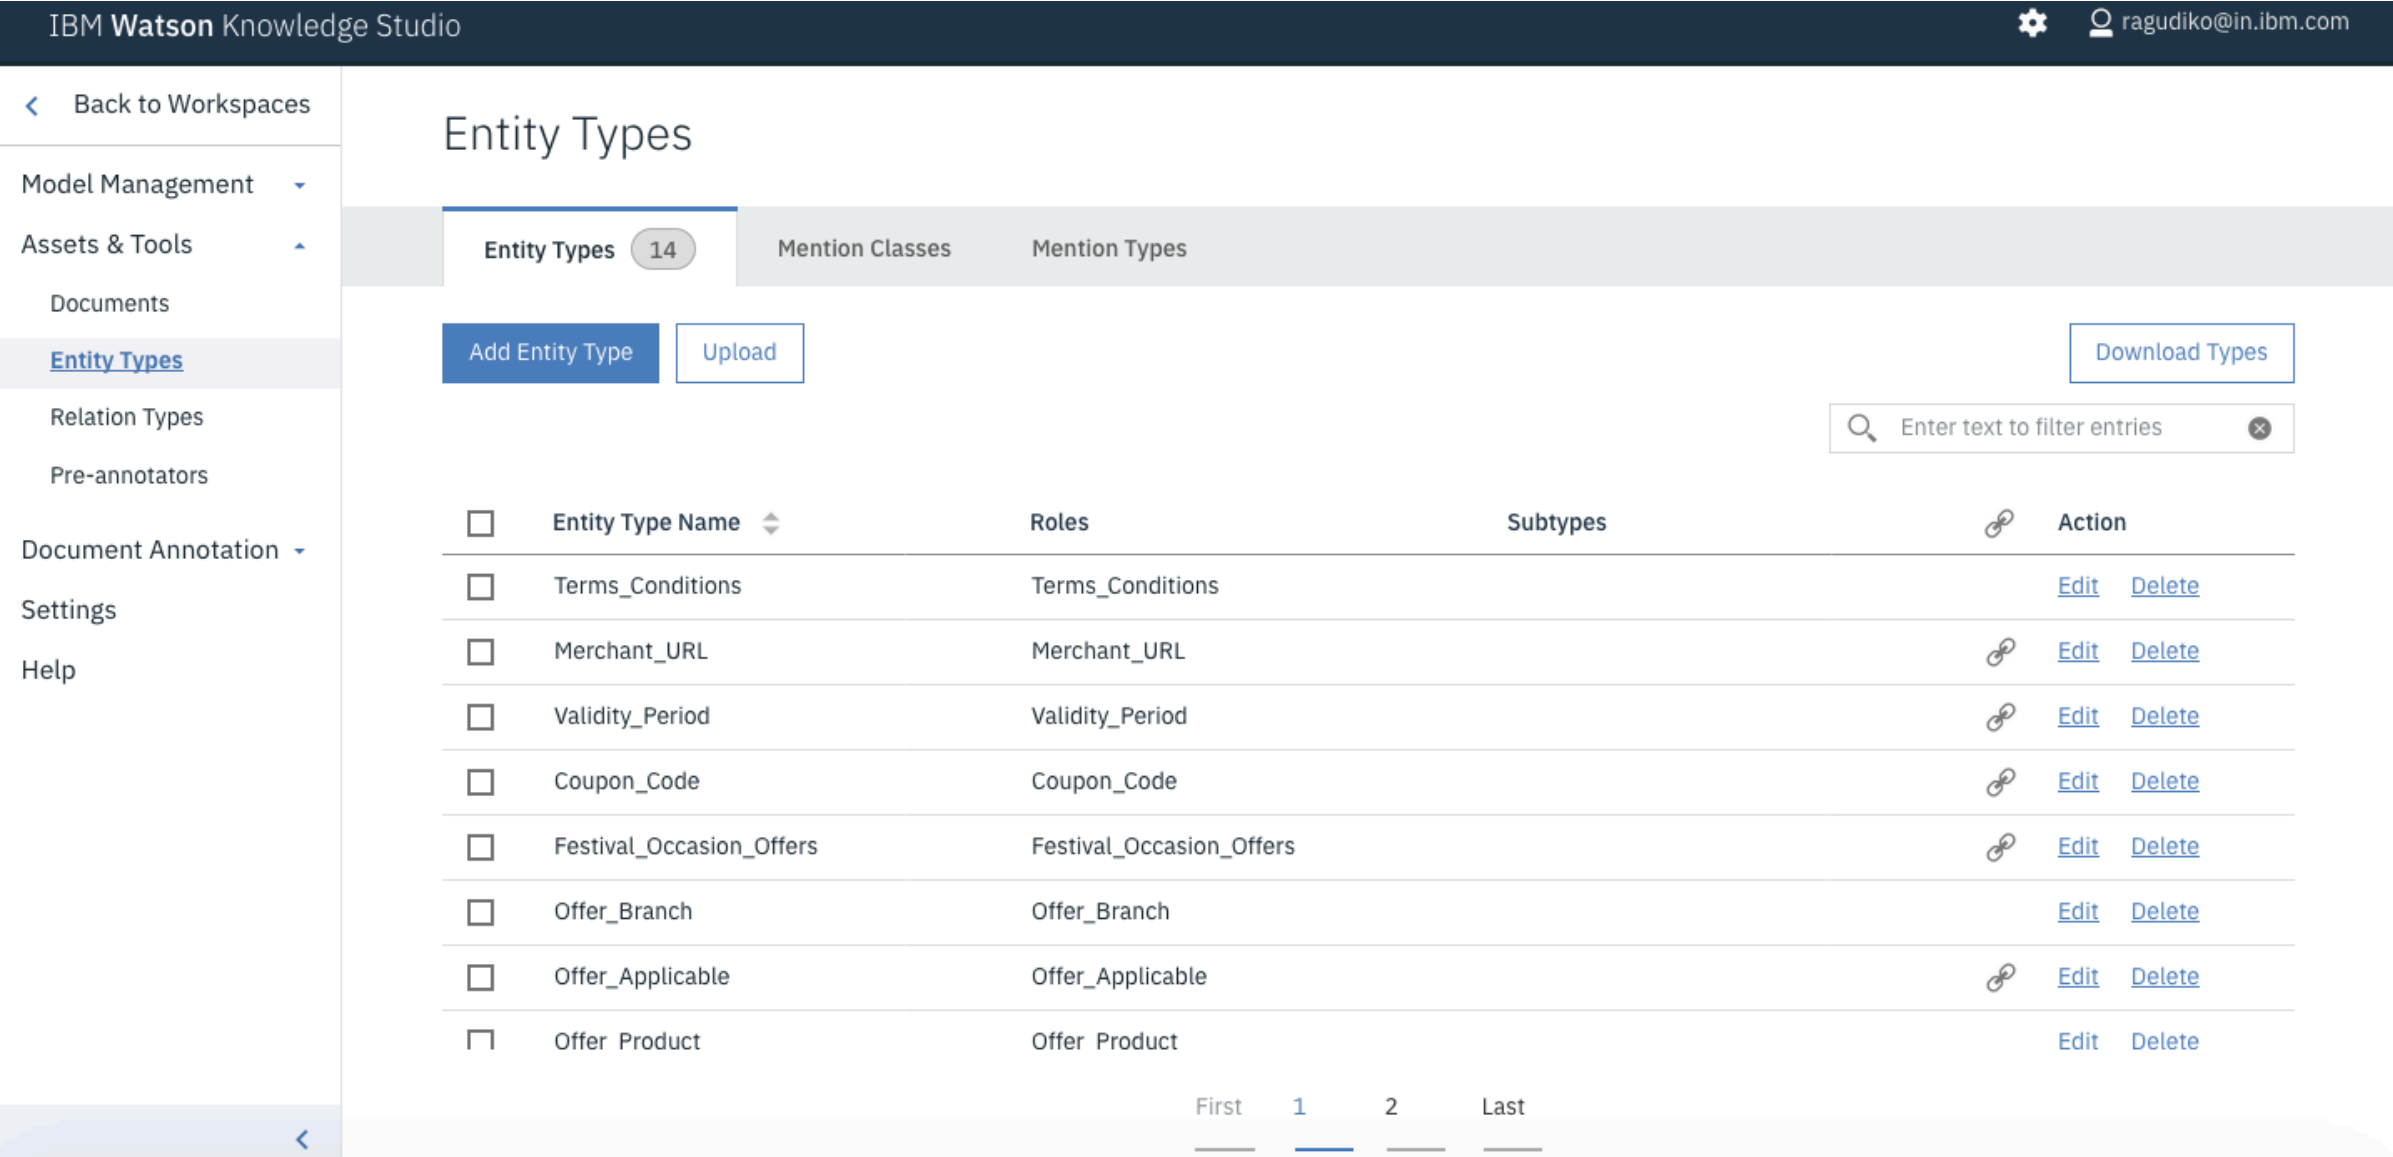 IBM Watson Knowledge Studio
ragudiko@in.ibm.com
Back to Workspaces
Model Management
Assets & Tools
Documents
Entity Types
Relation Types
Pre-annotators
Document Annotation
Settings
Help
Entity Types
Entity Types 14 Mention Classes Mention Types
Add Entity Type Upload Download Types
Enter text to filter entries
Entity Type Name Roles Subtypes Action
Terms_Conditions Terms_Conditions Edit Delete
Merchant_URL Merchant_URL Edit Delete
Validity_Period Validity_Period Edit Delete
Coupon_Code Coupon_Code Edit Delete
Festival_Occasion_Offers Festival_Occasion_Offers Edit Delete
Offer_Branch Offer_Branch Edit Delete
Offer_Applicable Offer_Applicable Edit Delete
Offer Product Offer Product Edit Delete
First 1 2 Last